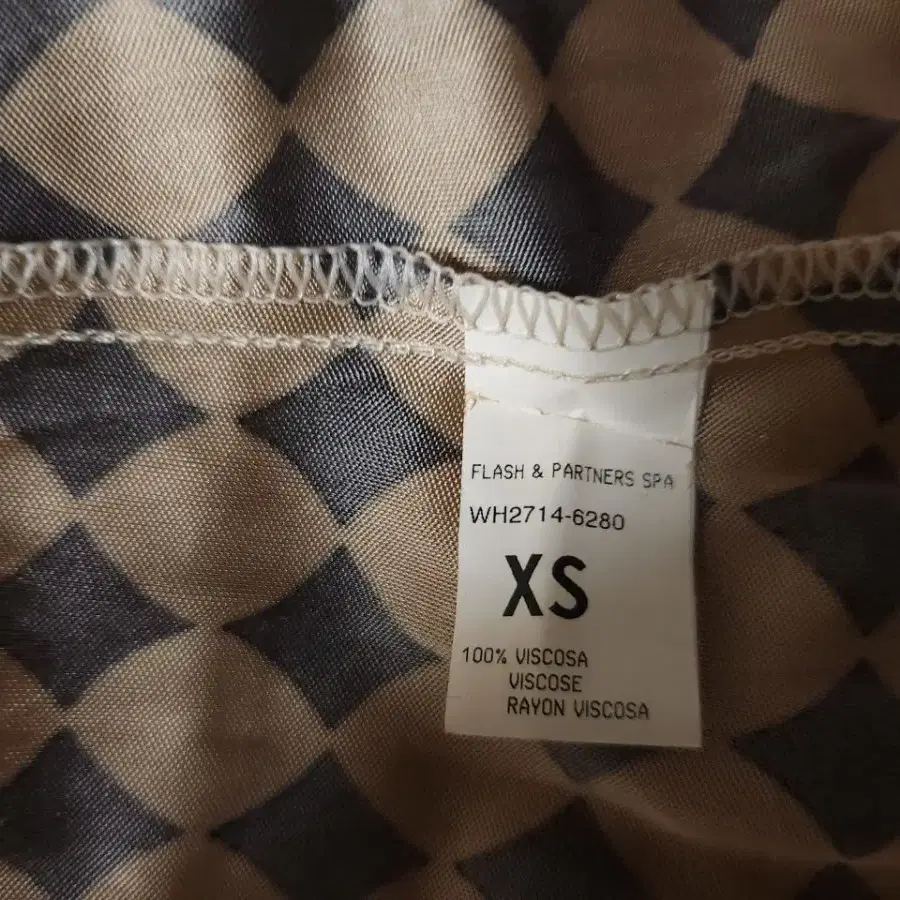 FLASH & PARTNERS SPA
WH2714-6280
XS
100% VISCOSA
VISCOSE
RAYON VISCOSA